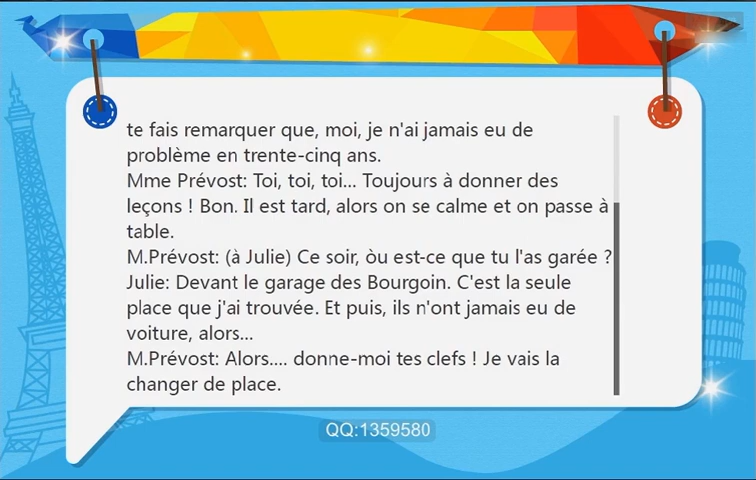 te fais remarquer que, moi, je n'ai jamais eu de
problème en trente-cinq ans.
Mme Prévost: Toi, toi, toi... Toujours à donner des
leçons ! Bon. Il est tard, alors on se calme et on passe à
table.
M.Prévost: (à Julie) Ce soir, òu est-ce que tu l'as garée ?
Julie: Devant le garage des Bourgoin. C'est la seule
place que j'ai trouvée. Et puis, ils n'ont jamais eu de
voiture, alors...
M.Prévost: Alors.... donne-moi tes clefs ! Je vais la
changer de place.
QQ:1359580